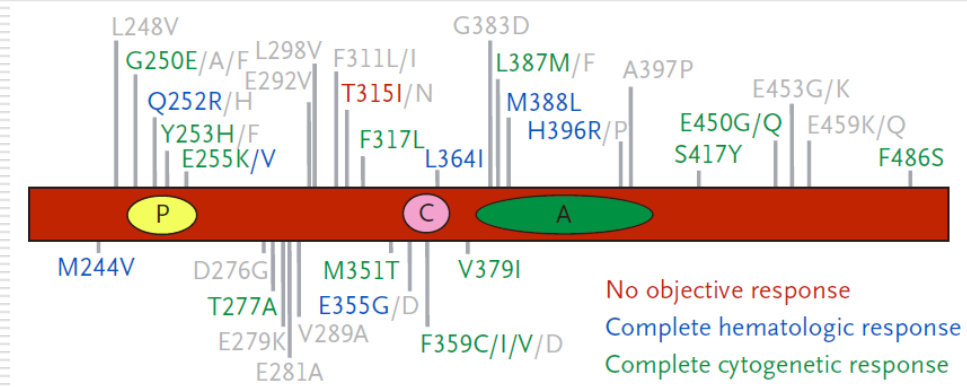 L248V
G383D
G250E/A/F
L298V
F311L/I
L387M/F
A397P
E292V
Q252R/H
T315I/N
M388L
E453G/K
Y253H/F
F317L
H396R/P
E450G/Q
E459K/Q
E255K/V
L364I
S417Y
F486S
P
C
A
M244V
D276G
M351T
V379I
T277A
E355G/D
No objective response
E279K
V289A
F359C/I/V/D
Complete hematologic response
E281A
Complete cytogenetic response